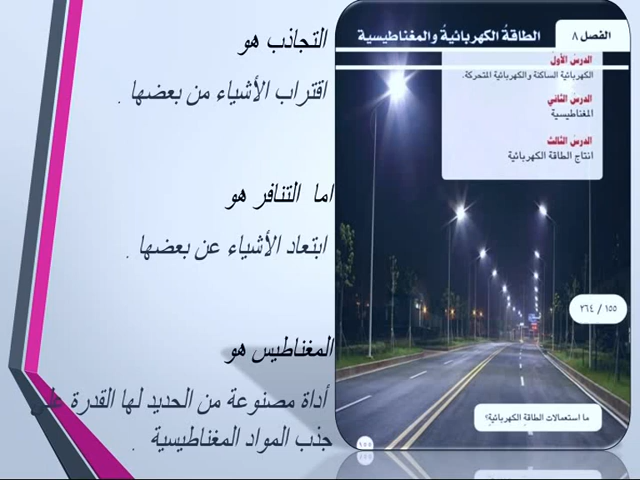 الفصل ٨
الطاقةُ الكهربائيةُ والمغناطيسية
الدرسُ الأولُ
الكهربائية الساكنة والكهربائية المتحركة.
الدرسُ الثاني
المغناطيسية
الدرسُ الثالث
انتاج الطاقة الكهربائية
١٥٥ / ٢٦٤
ما استعمالات الطاقةِ الكهربائيةِ؟
١٥٥
التجاذب هو
اقتراب الأشياء من بعضها .
اما التنافر هو
ابتعاد الأشياء عن بعضها .
المغناطيس هو
أداة مصنوعة من الحديد لها القدرة على
جذب المواد المغناطيسية .